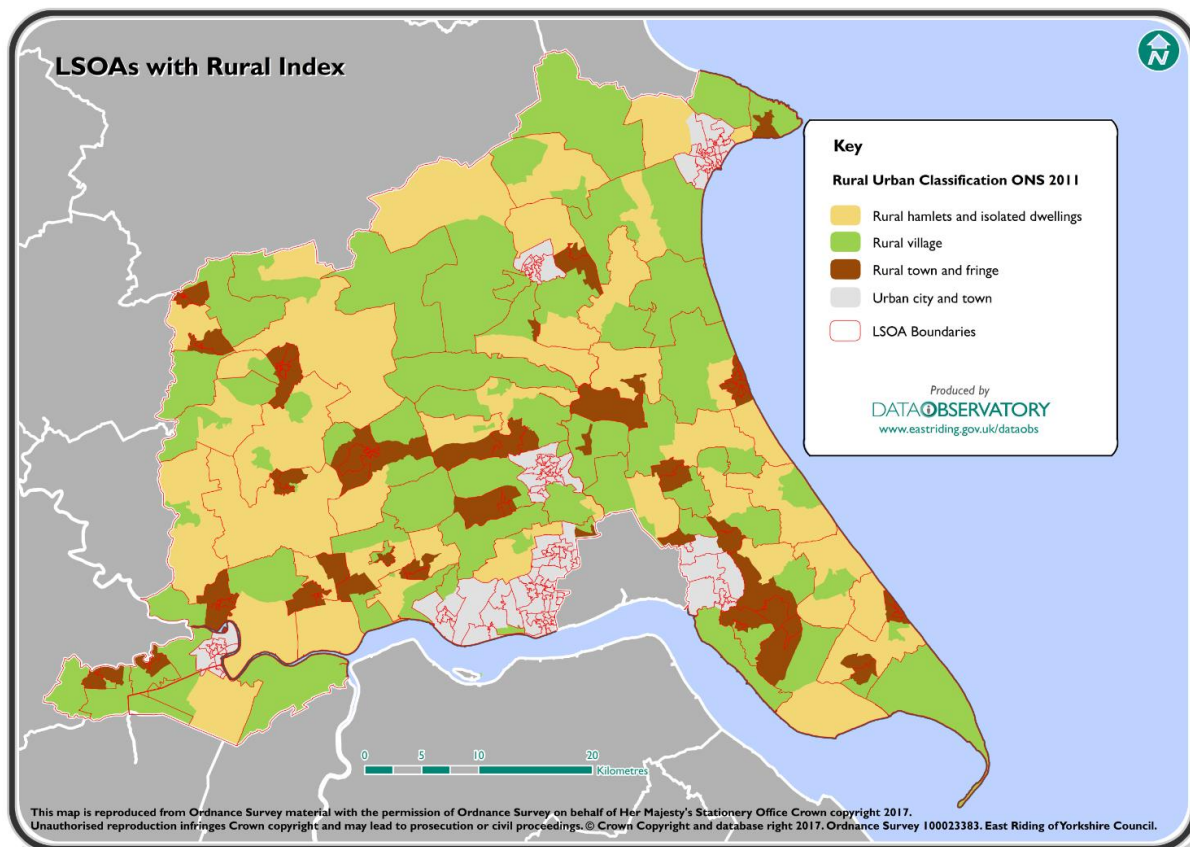 LSOAs with Rural Index
N
Key
Rural Urban Classification ONS 2011
Rural hamlets and isolated dwellings
Rural village
Rural town and fringe
Urban city and town
LSOA Boundaries
Produced by
DATA OBSERVATORY
www.eastriding.gov.uk/dataobs
0 5 10 20
Kilometres
This map is reproduced from Ordnance Survey material with the permission of Ordnance Survey on behalf of Her Majesty's Stationery Office Crown copyright 2017.
Unauthorised reproduction infringes Crown copyright and may lead to prosecution or civil proceedings. © Crown Copyright and database right 2017. Ordnance Survey 100023383. East Riding of Yorkshire Council.